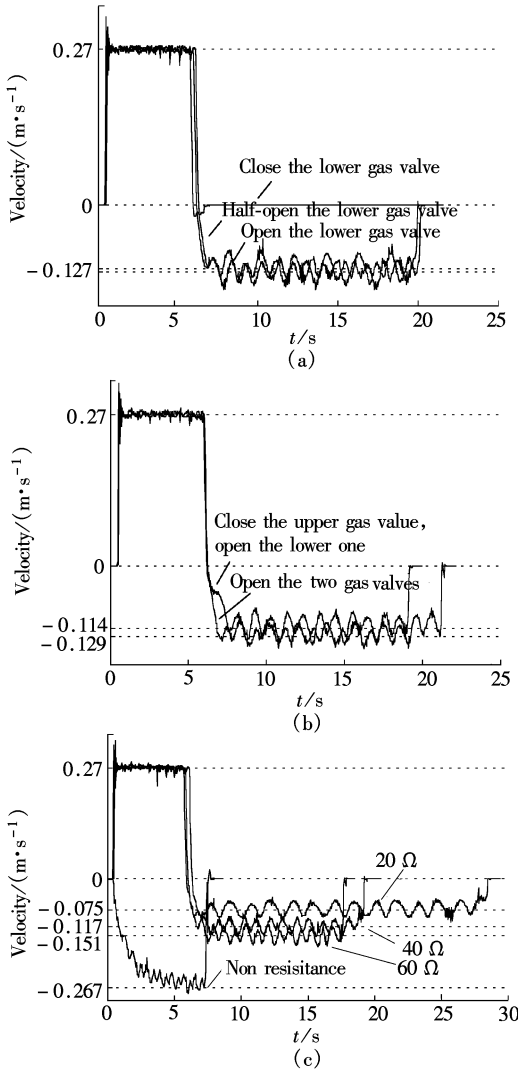 Velocity/(m·s⁻¹)
0.27
0
−0.127
Close the lower gas valve
Half-open the lower gas valve
Open the lower gas valve
0 5 10 15 20 25
t/s
(a)
Velocity/(m·s⁻¹)
0.27
0
−0.114
−0.129
Close the upper gas value,
open the lower one
Open the two gas valves
0 5 10 15 20 25
t/s
(b)
Velocity/(m·s⁻¹)
0.27
0
−0.075
−0.117
−0.151
−0.267
20 Ω
40 Ω
60 Ω
Non resisitance
0 5 10 15 20 25 30
t/s
(c)